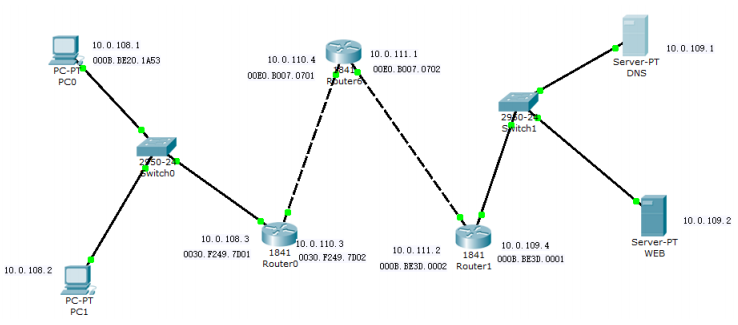 10.0.108.1
000B.BE20.1A53
PC-PT
PC0
10.0.110.4
00E0.B007.0701
1841
Router6
10.0.111.1
00E0.B007.0702
Server-PT
DNS
10.0.109.1
2950-24
Switch0
2950-24
Switch1
10.0.108.3
0030.F249.7D01
1841
Router0
10.0.110.3
0030.F249.7D02
10.0.111.2
000B.BE3D.0002
1841
Router1
10.0.109.4
000B.BE3D.0001
Server-PT
WEB
10.0.109.2
10.0.108.2
PC-PT
PC1